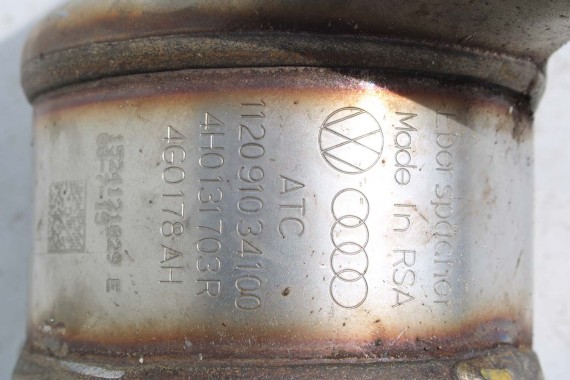 Eberspächer
Made In RSA
ATC
1120 910 34100
4H0131703R
4G0178AH